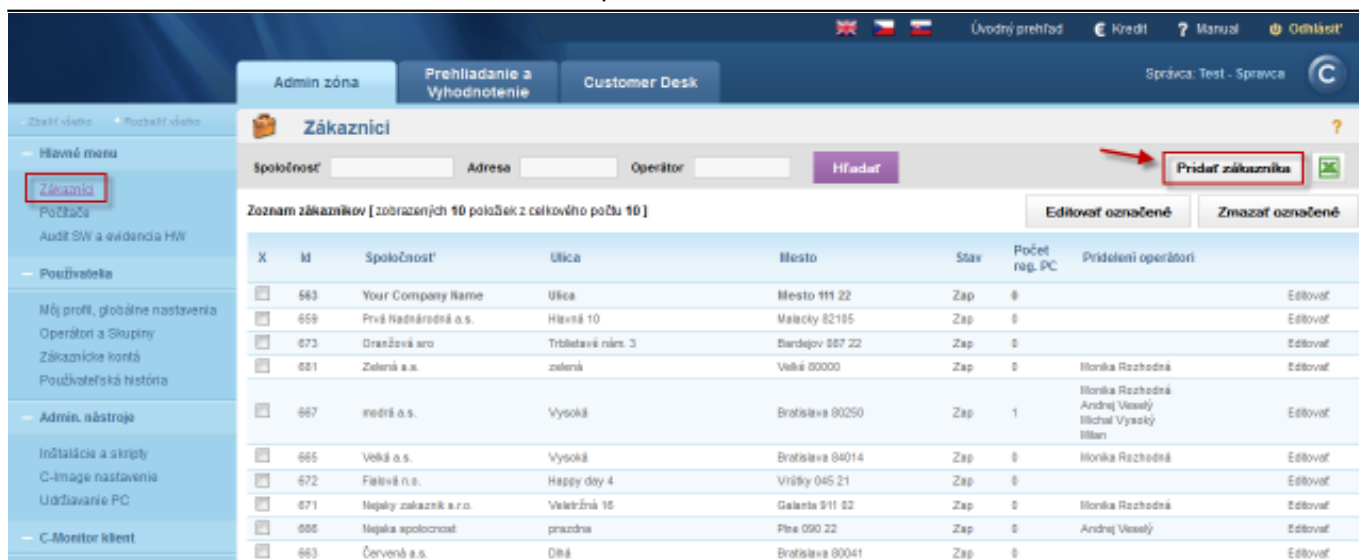 Úvodný prehľad € Kredit ? Manual Odhlásiť
Admin zóna
Prehliadanie a
Vyhodnotenie
Customer Desk
Správca: Test - Spravca
- Zbaliť všetko + Rozbaliť všetko
Zákazníci ?
– Hlavné menu
Spoločnosť Adresa Operátor Hľadať Pridať zákazníka
Zákazníci
Počítače
Audit SW a evidencia HW
Zoznam zákazníkov [ zobrazených 10 položiek z celkového počtu 10 ] Editovať označené Zmazať označené
X Id Spoločnosť Ulica Mesto Stav Počet reg. PC Pridelení operátori
– Používatelia
Môj profil, globálne nastavenia
Operátori a Skupiny
Zákaznícke kontá
Používateľská história
– Admin. nástroje
Inštalácie a skripty
C-Image nastavenie
Udržiavanie PC
– C-Monitor klient
563 Your Company Name Ulica Mesto 111 22 Zap 0 Editovať
659 Prvá Nadnárodná a.s. Hlavná 10 Malacky 82105 Zap 0 Editovať
673 Oranžová sro Trblietavé nám. 3 Bardejov 087 22 Zap 0 Editovať
681 Zelená a.s. zelená Veľké 80000 Zap 0 Monika Rozhodná Editovať
667 modrá a.s. Vysoká Bratislava 80250 Zap 1 Monika Rozhodná
Andrej Veselý
Michal Vysoký
Milan
Editovať
665 Veľká a.s. Vysoká Bratislava 84014 Zap 0 Monika Rozhodná Editovať
672 Fialová n.o. Happy day 4 Vrútky 045 21 Zap 0 Editovať
671 Nejaky zakaznik s.r.o. Veletržná 16 Galanta 911 02 Zap 0 Monika Rozhodná Editovať
666 Nejaka spolocnost prazdna Plne 090 22 Zap 0 Andrej Veselý Editovať
663 Červená a.s. Dlhá Bratislava 80041 Zap 0 Editovať